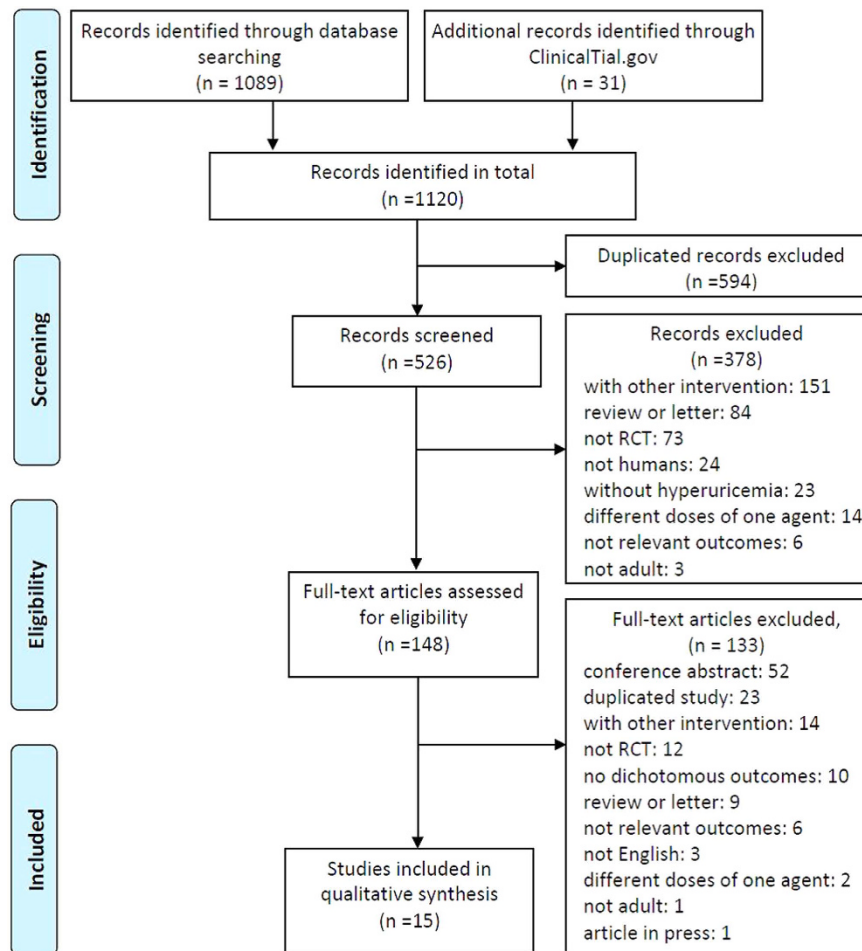 Identification
Records identified through database
searching
(n = 1089)
Additional records identified through
ClinicalTial.gov
(n = 31)
Records identified in total
(n =1120)
Duplicated records excluded
(n =594)
Screening
Records screened
(n =526)
Records excluded
(n =378)
with other intervention: 151
review or letter: 84
not RCT: 73
not humans: 24
without hyperuricemia: 23
different doses of one agent: 14
not relevant outcomes: 6
not adult: 3
Eligibility
Full-text articles assessed
for eligibility
(n =148)
Full-text articles excluded,
(n = 133)
conference abstract: 52
duplicated study: 23
with other intervention: 14
not RCT: 12
no dichotomous outcomes: 10
review or letter: 9
not relevant outcomes: 6
not English: 3
different doses of one agent: 2
not adult: 1
article in press: 1
Included
Studies included in
qualitative synthesis
(n =15)